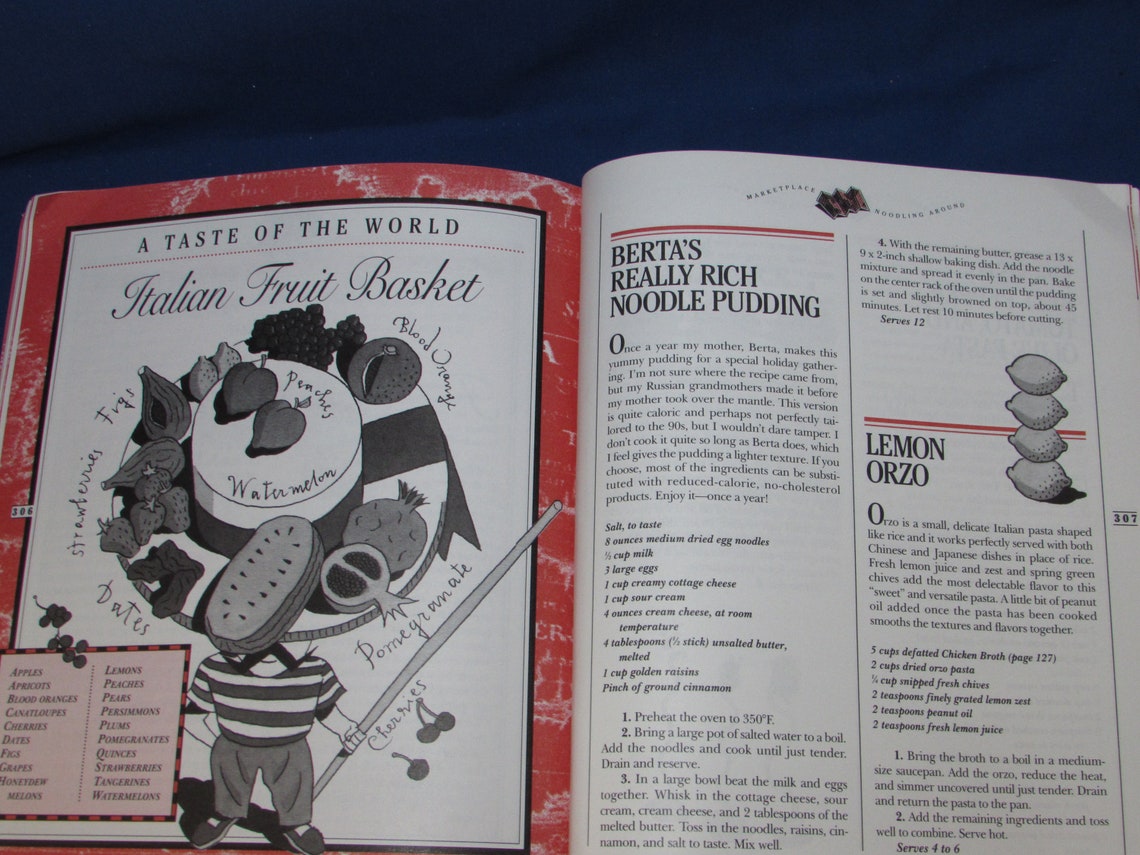 A TASTE OF THE WORLD
Italian Fruit Basket
Blood Orange
Peaches
Figs
Watermelon
strawberries
Dates
Pomegranate
cherries
306
APPLES
APRICOTS
BLOOD ORANGES
CANATLOUPES
CHERRIES
DATES
FIGS
GRAPES
HONEYDEW
MELONS
LEMONS
PEACHES
PEARS
PERSIMMONS
PLUMS
POMEGRANATES
QUINCES
STRAWBERRIES
TANGERINES
WATERMELONS
MARKETPLACE NOODLING AROUND
BERTA'S
REALLY RICH
NOODLE PUDDING
Once a year my mother, Berta, makes this
yummy pudding for a special holiday gather-
ing. I'm not sure where the recipe came from,
but my Russian grandmothers made it before
my mother took over the mantle. This version
is quite caloric and perhaps not perfectly tai-
lored to the 90s, but I wouldn't dare tamper. I
don't cook it quite so long as Berta does, which
I feel gives the pudding a lighter texture. If you
choose, most of the ingredients can be substi-
tuted with reduced-calorie, no-cholesterol
products. Enjoy it—once a year!
Salt, to taste
8 ounces medium dried egg noodles
½ cup milk
3 large eggs
1 cup creamy cottage cheese
1 cup sour cream
4 ounces cream cheese, at room
temperature
4 tablespoons (½ stick) unsalted butter,
melted
1 cup golden raisins
Pinch of ground cinnamon
1. Preheat the oven to 350°F.
2. Bring a large pot of salted water to a boil.
Add the noodles and cook until just tender.
Drain and reserve.
3. In a large bowl beat the milk and eggs
together. Whisk in the cottage cheese, sour
cream, cream cheese, and 2 tablespoons of the
melted butter. Toss in the noodles, raisins, cin-
namon, and salt to taste. Mix well.
4. With the remaining butter, grease a 13 x
9 x 2-inch shallow baking dish. Add the noodle
mixture and spread it evenly in the pan. Bake
on the center rack of the oven until the pudding
is set and slightly browned on top, about 45
minutes. Let rest 10 minutes before cutting.
Serves 12
LEMON
ORZO
Orzo is a small, delicate Italian pasta shaped
like rice and it works perfectly served with both
Chinese and Japanese dishes in place of rice.
Fresh lemon juice and zest and spring green
chives add the most delectable flavor to this
"sweet" and versatile pasta. A little bit of peanut
oil added once the pasta has been cooked
smooths the textures and flavors together.
5 cups defatted Chicken Broth (page 127)
2 cups dried orzo pasta
¼ cup snipped fresh chives
2 teaspoons finely grated lemon zest
2 teaspoons peanut oil
2 teaspoons fresh lemon juice
1. Bring the broth to a boil in a medium-
size saucepan. Add the orzo, reduce the heat,
and simmer uncovered until just tender. Drain
and return the pasta to the pan.
2. Add the remaining ingredients and toss
well to combine. Serve hot.
Serves 4 to 6
307